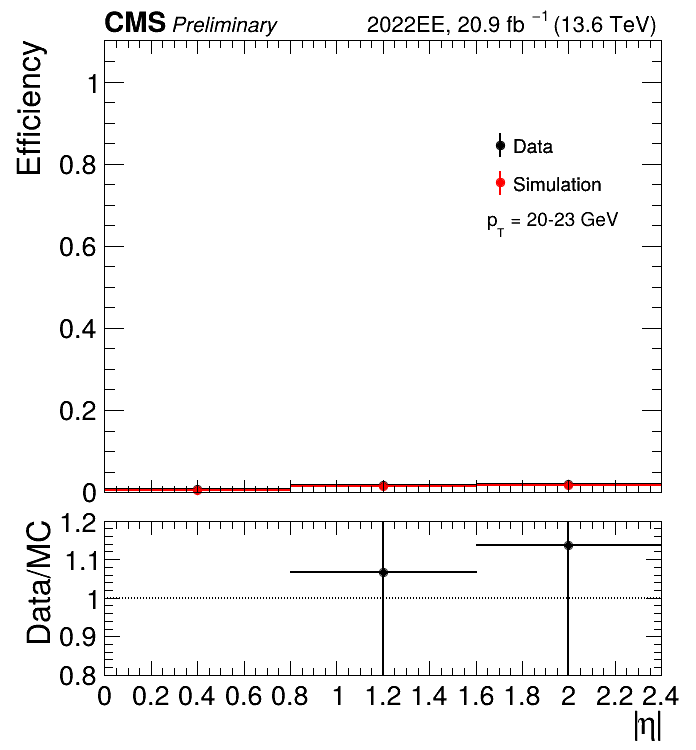 CMS Preliminary 2022EE, 20.9 fb⁻¹ (13.6 TeV)
Efficiency
1
0.8
0.6
0.4
0.2
0
Data
Simulation
pT = 20-23 GeV
Data/MC
1.2
1.1
1
0.9
0.8
0 0.2 0.4 0.6 0.8 1 1.2 1.4 1.6 1.8 2 2.2 2.4
|η|